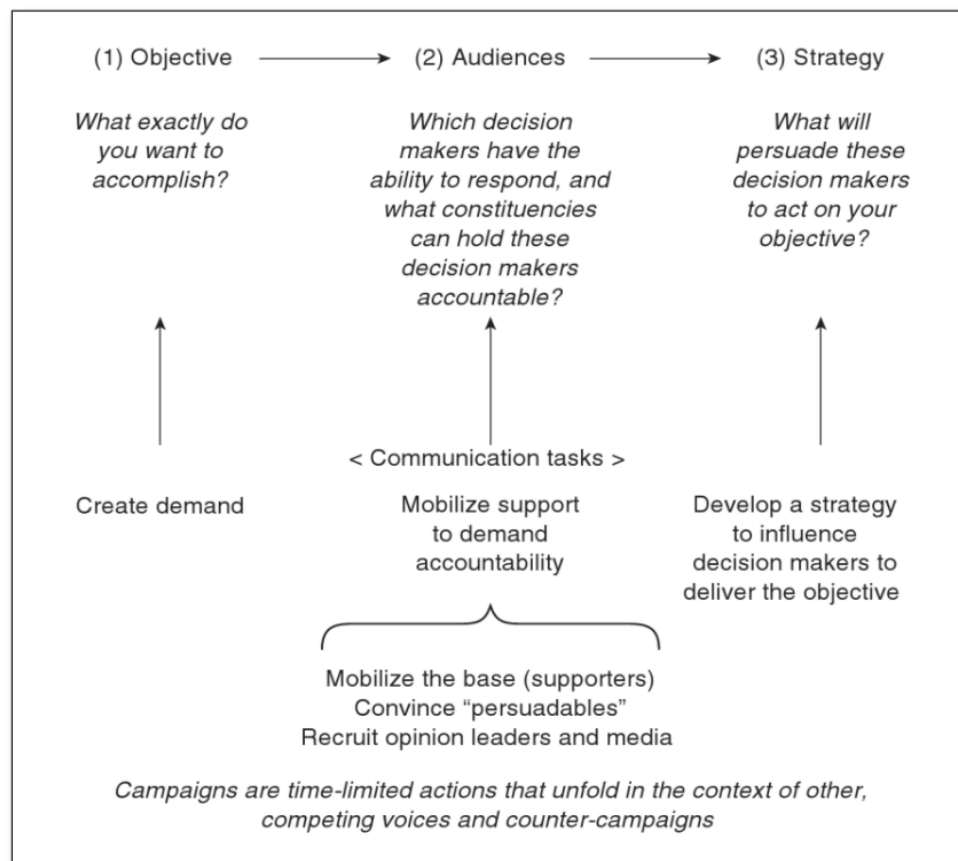 (1) Objective
(2) Audiences
(3) Strategy
What exactly do
you want to
accomplish?
Which decision
makers have the
ability to respond, and
what constituencies
can hold these
decision makers
accountable?
What will
persuade these
decision makers
to act on your
objective?
< Communication tasks >
Create demand
Mobilize support
to demand
accountability
Develop a strategy
to influence
decision makers to
deliver the objective
Mobilize the base (supporters)
Convince “persuadables”
Recruit opinion leaders and media
Campaigns are time-limited actions that unfold in the context of other,
competing voices and counter-campaigns